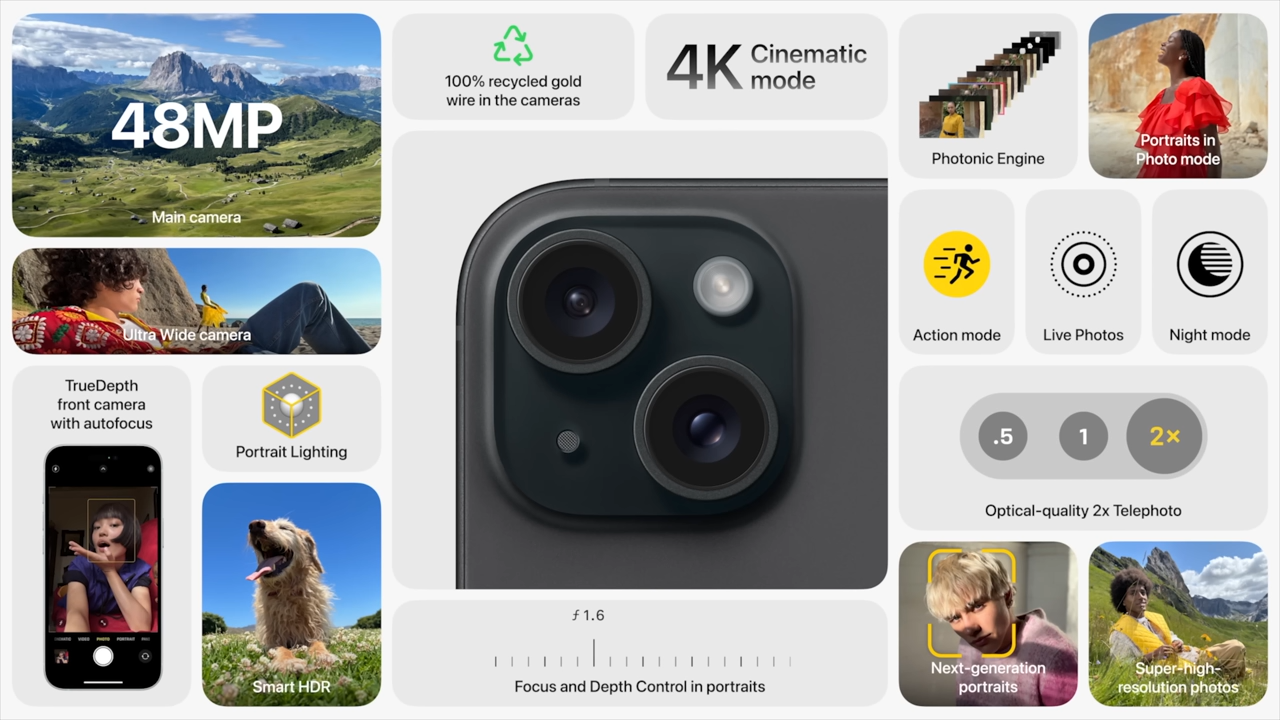 48MP
Main camera
Ultra Wide camera
TrueDepth
front camera
with autofocus
VIDEO
PHOTO
PORTRAIT
Portrait Lighting
Smart HDR
100% recycled gold
wire in the cameras
4K Cinematic
mode
ƒ1.6
Focus and Depth Control in portraits
Photonic Engine
Portraits in
Photo mode
Action mode
Live Photos
Night mode
.5
1
2×
Optical-quality 2x Telephoto
Next-generation
portraits
Super-high-
resolution photos